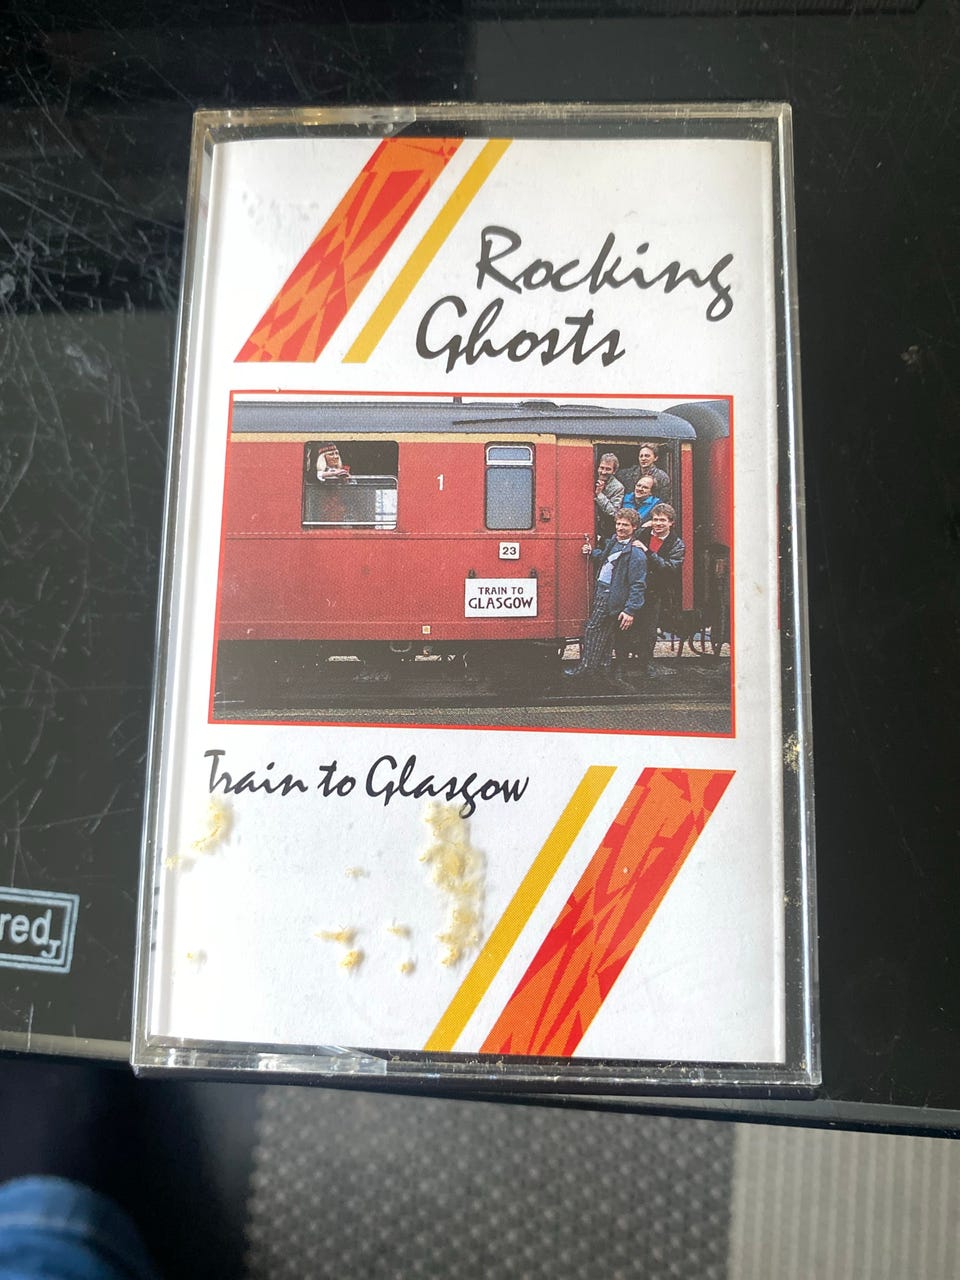 Rocking
Ghosts
1
23
TRAIN TO
GLASGOW
Train to Glasgow
red